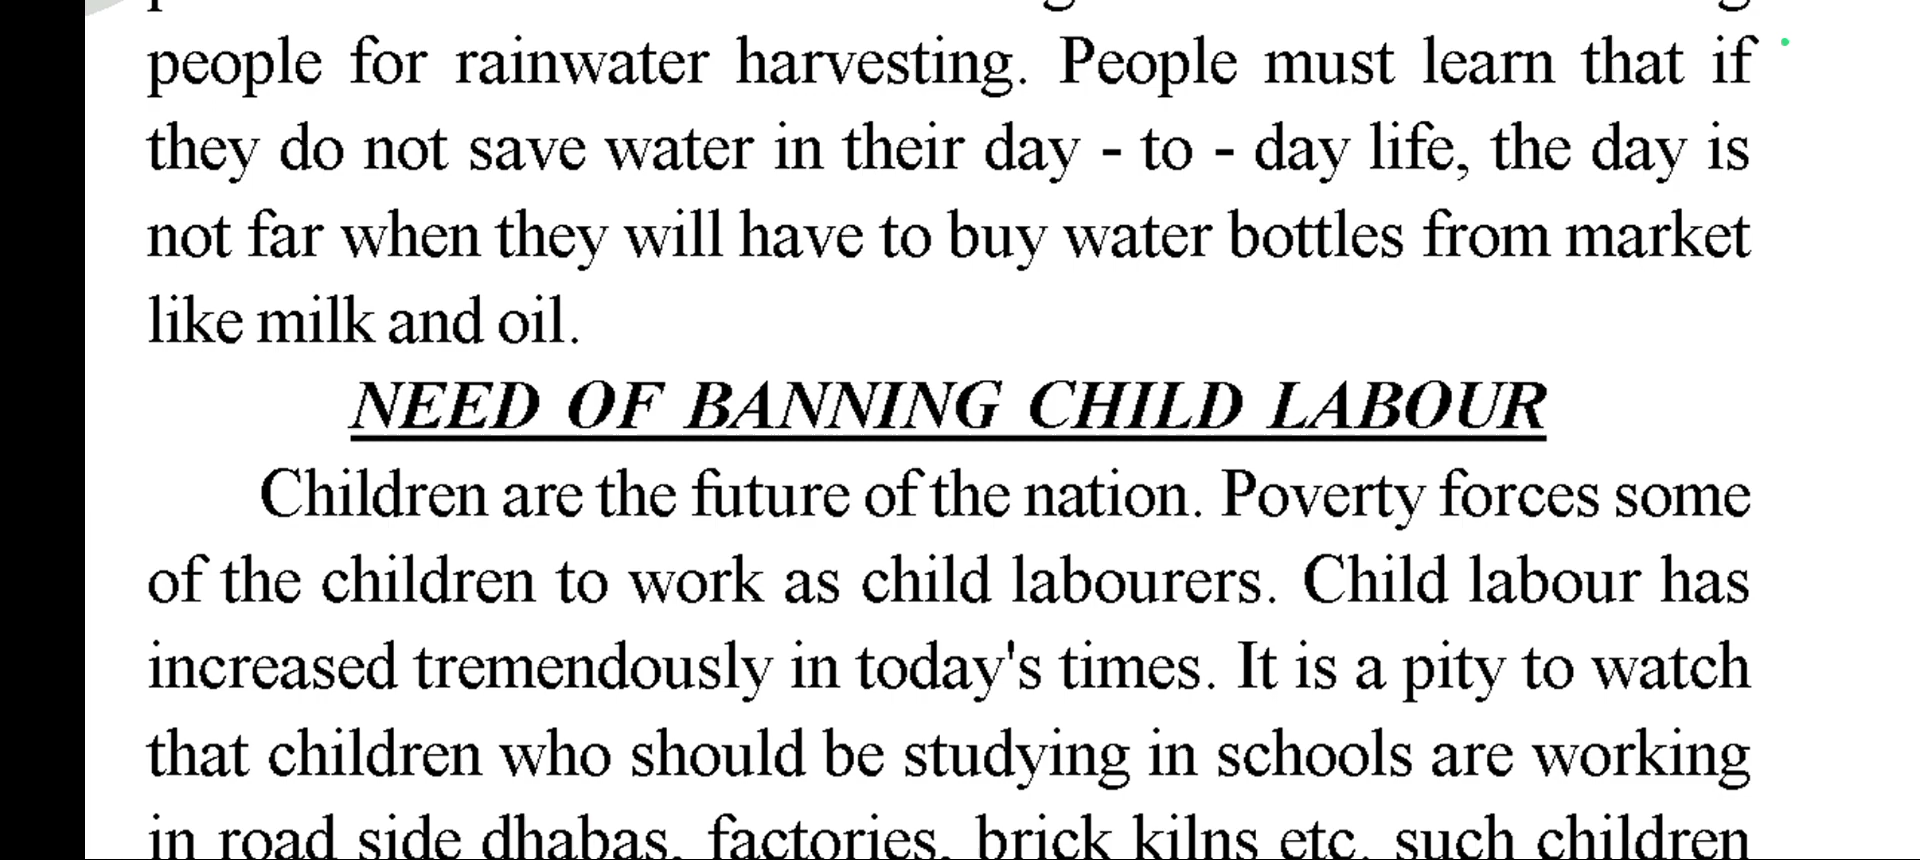 people for rainwater harvesting. People must learn that if
they do not save water in their day - to - day life, the day is
not far when they will have to buy water bottles from market
like milk and oil.
NEED OF BANNING CHILD LABOUR
Children are the future of the nation. Poverty forces some
of the children to work as child labourers. Child labour has
increased tremendously in today's times. It is a pity to watch
that children who should be studying in schools are working
in road side dhabas, factories, brick kilns etc. such children